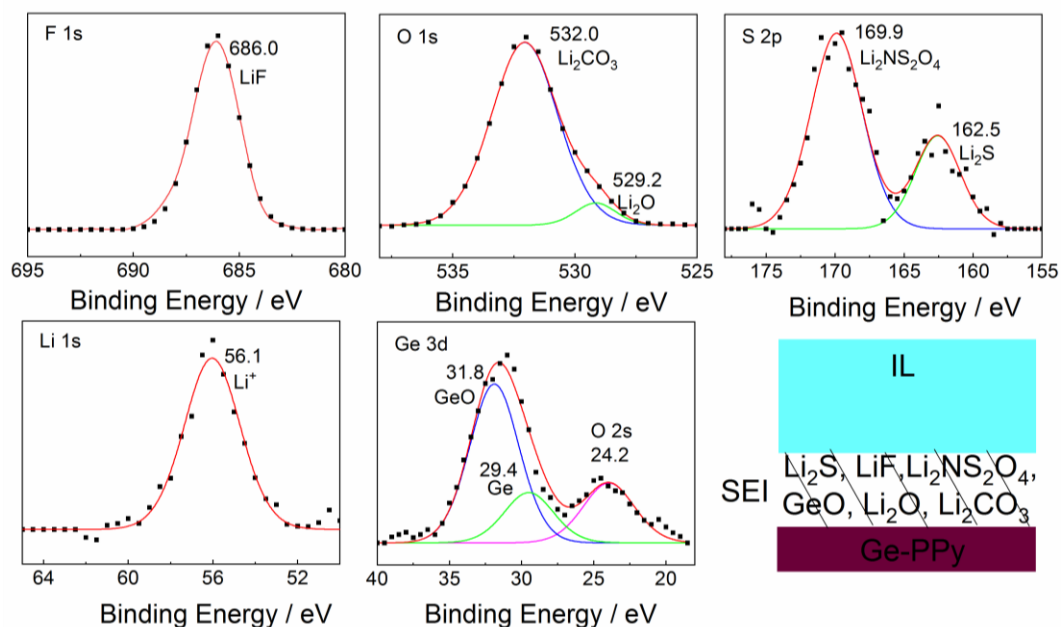 F 1s
686.0
LiF
695 690 685 680
Binding Energy / eV
O 1s
532.0
Li₂CO₃
529.2
Li₂O
535 530 525
Binding Energy / eV
S 2p
169.9
Li₂NS₂O₄
162.5
Li₂S
175 170 165 160 155
Binding Energy / eV
Li 1s
56.1
Li⁺
64 60 56 52
Binding Energy / eV
Ge 3d
31.8
GeO
29.4
Ge
O 2s
24.2
40 35 30 25 20
Binding Energy / eV
IL
SEI
Li₂S, LiF,Li₂NS₂O₄,
GeO, Li₂O, Li₂CO₃
Ge-PPy